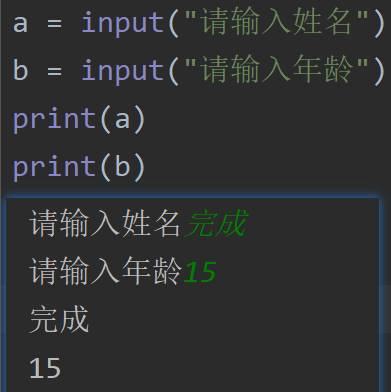 a = input("请输入姓名")
b = input("请输入年龄")
print(a)
print(b)
请输入姓名完成
请输入年龄15
完成
15